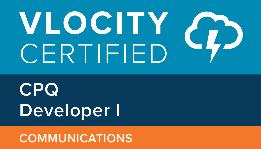 VLOCITY
CERTIFIED
CPQ
Developer I
COMMUNICATIONS